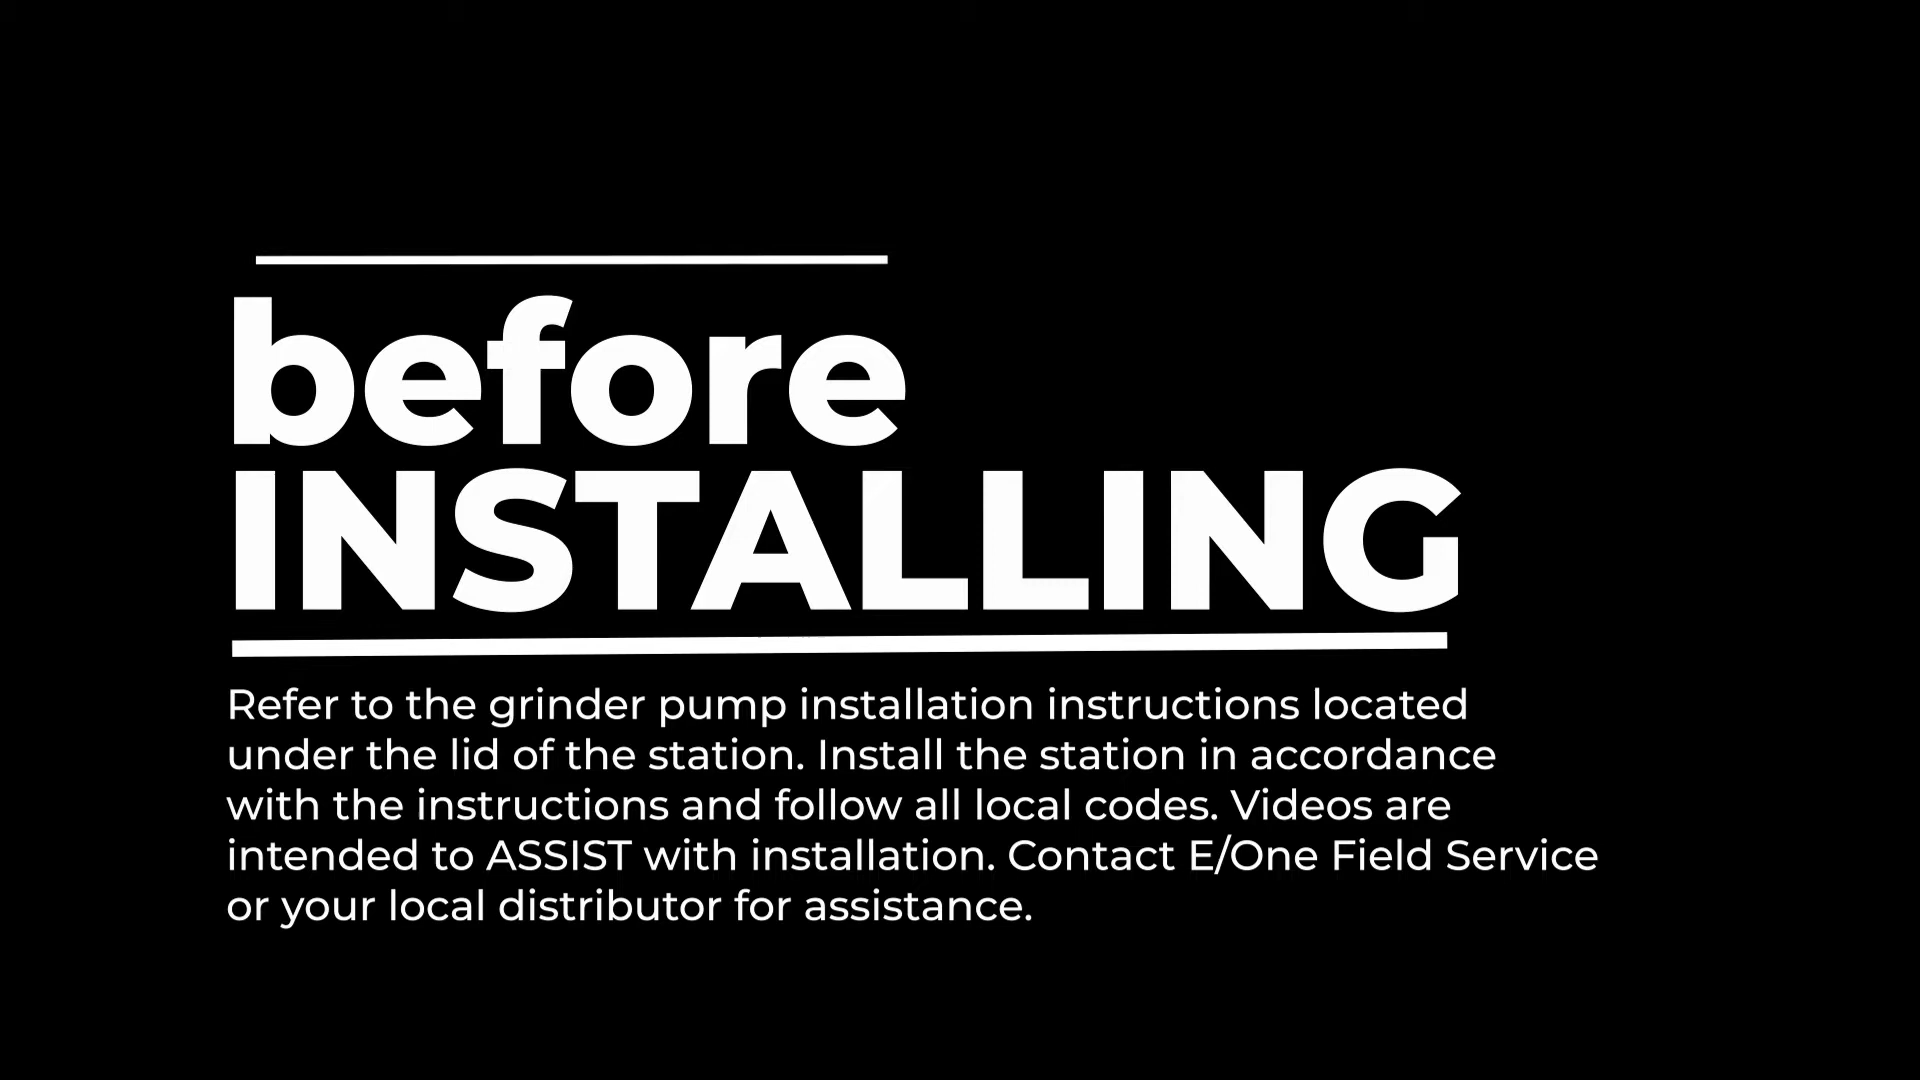 before
INSTALLING
Refer to the grinder pump installation instructions located
under the lid of the station. Install the station in accordance
with the instructions and follow all local codes. Videos are
intended to ASSIST with installation. Contact E/One Field Service
or your local distributor for assistance.